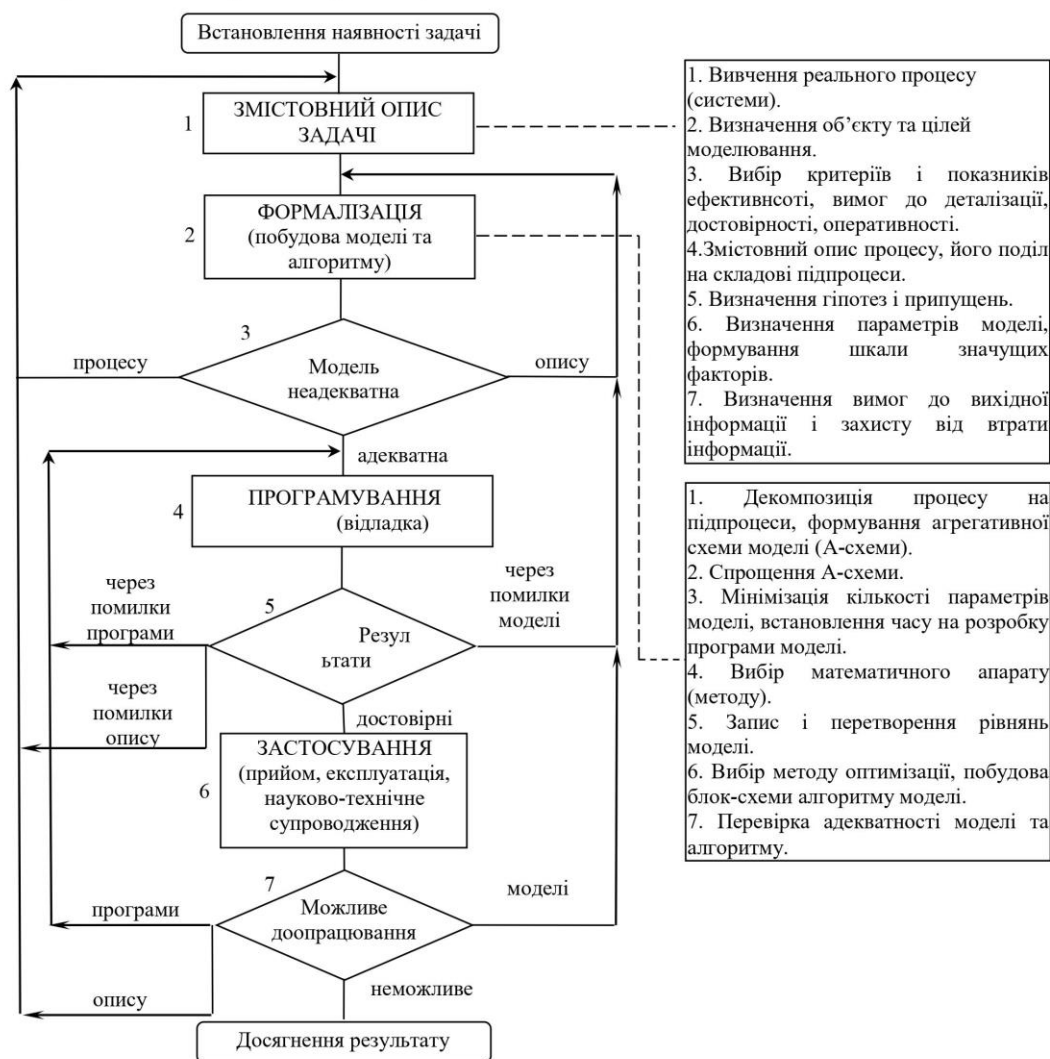 Встановлення наявності задачі
1
ЗМІСТОВНИЙ ОПИС
ЗАДАЧІ
2
ФОРМАЛІЗАЦІЯ
(побудова моделі та
алгоритму)
3
процесу
Модель
неадекватна
опису
адекватна
4
ПРОГРАМУВАННЯ
(відладка)
через
помилки
програми
5
Резул
ьтати
через
помилки
моделі
через
помилки
опису
достовірні
6
ЗАСТОСУВАННЯ
(прийом, експлуатація,
науково-технічне
супроводження)
7
програми
Можливе
доопрацювання
моделі
опису
неможливе
Досягнення результату
1. Вивчення реального процесу
(системи).
2. Визначення об’єкту та цілей
моделювання.
3. Вибір критеріїв і показників
ефективнсоті, вимог до деталізації,
достовірності, оперативності.
4.Змістовний опис процесу, його поділ
на складові підпроцеси.
5. Визначення гіпотез і припущень.
6. Визначення параметрів моделі,
формування шкали значущих
факторів.
7. Визначення вимог до вихідної
інформації і захисту від втрати
інформації.
1. Декомпозиція процесу на
підпроцеси, формування агрегативної
схеми моделі (А-схеми).
2. Спрощення А-схеми.
3. Мінімізація кількості параметрів
моделі, встановлення часу на розробку
програми моделі.
4. Вибір математичного апарату
(методу).
5. Запис і перетворення рівнянь
моделі.
6. Вибір методу оптимізації, побудова
блок-схеми алгоритму моделі.
7. Перевірка адекватності моделі та
алгоритму.